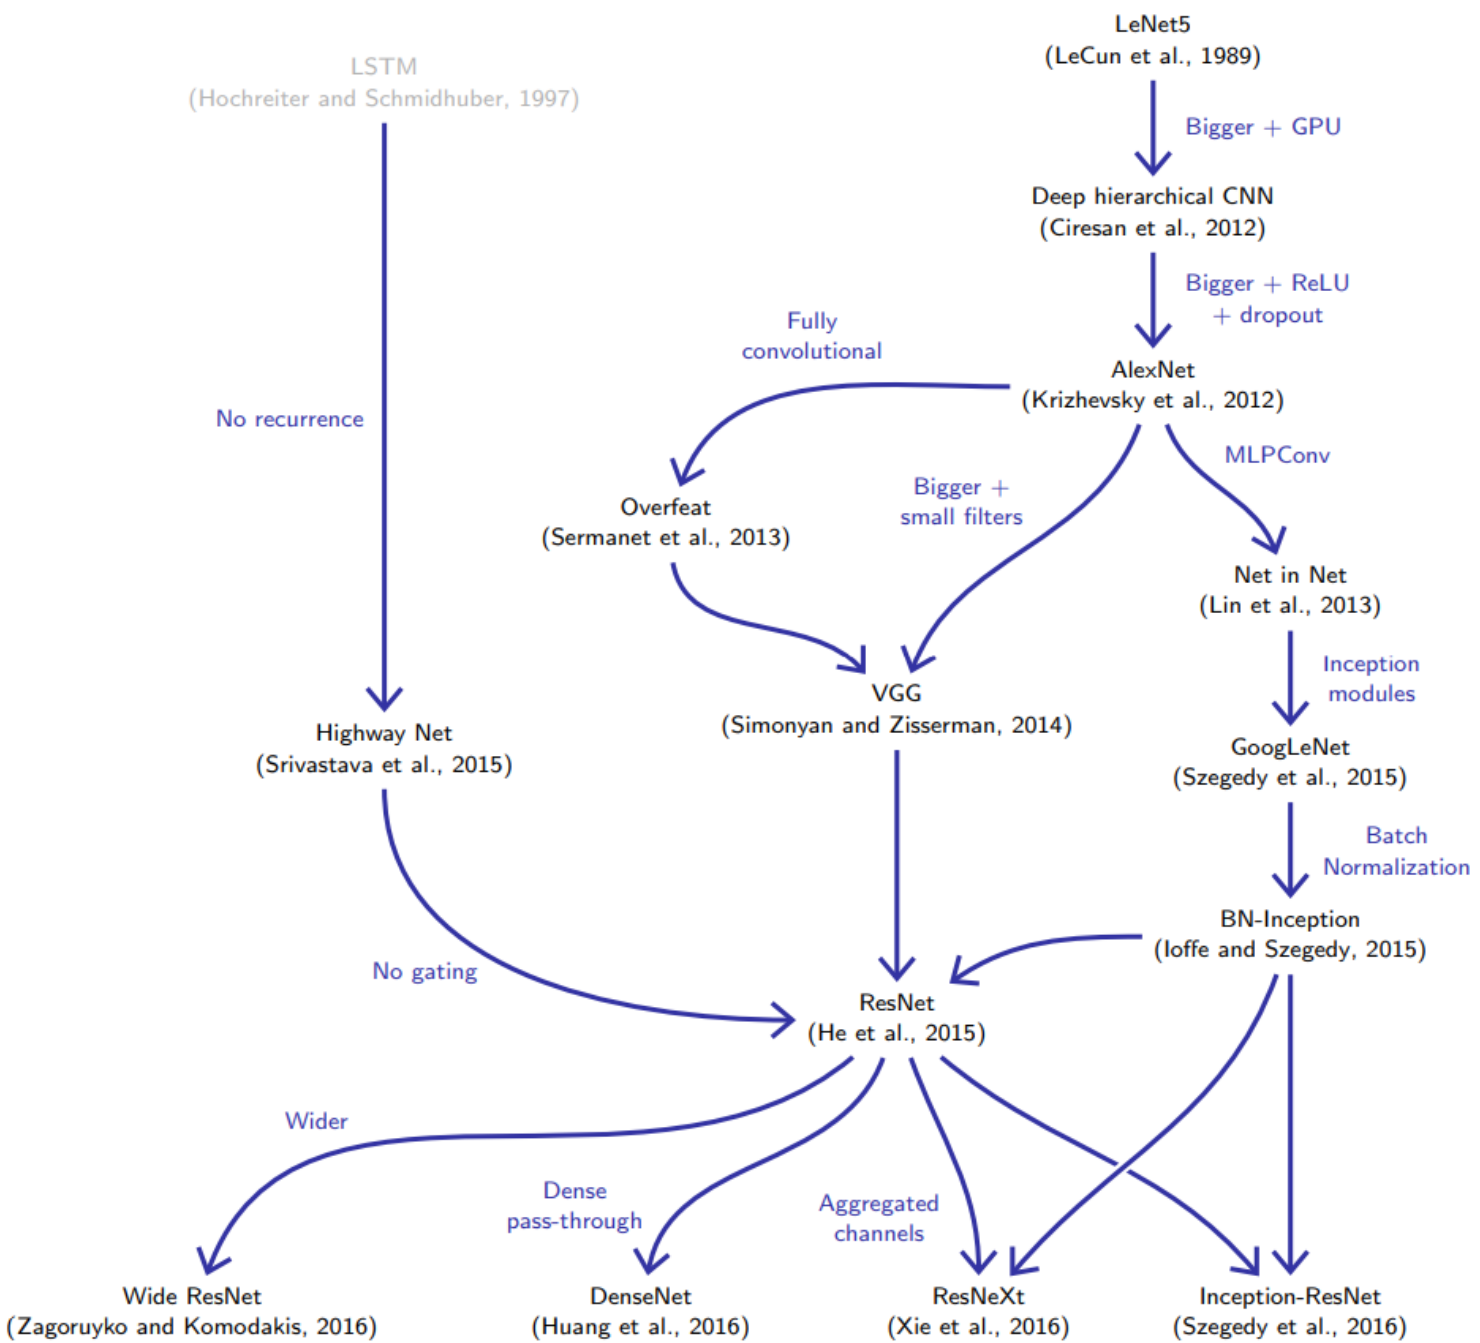 LeNet5
(LeCun et al., 1989)
LSTM
(Hochreiter and Schmidhuber, 1997)
Bigger + GPU
Deep hierarchical CNN
(Ciresan et al., 2012)
Bigger + ReLU
+ dropout
Fully
convolutional
AlexNet
(Krizhevsky et al., 2012)
No recurrence
MLPConv
Bigger +
small filters
Overfeat
(Sermanet et al., 2013)
Net in Net
(Lin et al., 2013)
Inception
modules
VGG
(Simonyan and Zisserman, 2014)
Highway Net
(Srivastava et al., 2015)
GoogLeNet
(Szegedy et al., 2015)
Batch
Normalization
BN-Inception
(Ioffe and Szegedy, 2015)
No gating
ResNet
(He et al., 2015)
Wider
Dense
pass-through
Aggregated
channels
Wide ResNet
(Zagoruyko and Komodakis, 2016)
DenseNet
(Huang et al., 2016)
ResNeXt
(Xie et al., 2016)
Inception-ResNet
(Szegedy et al., 2016)